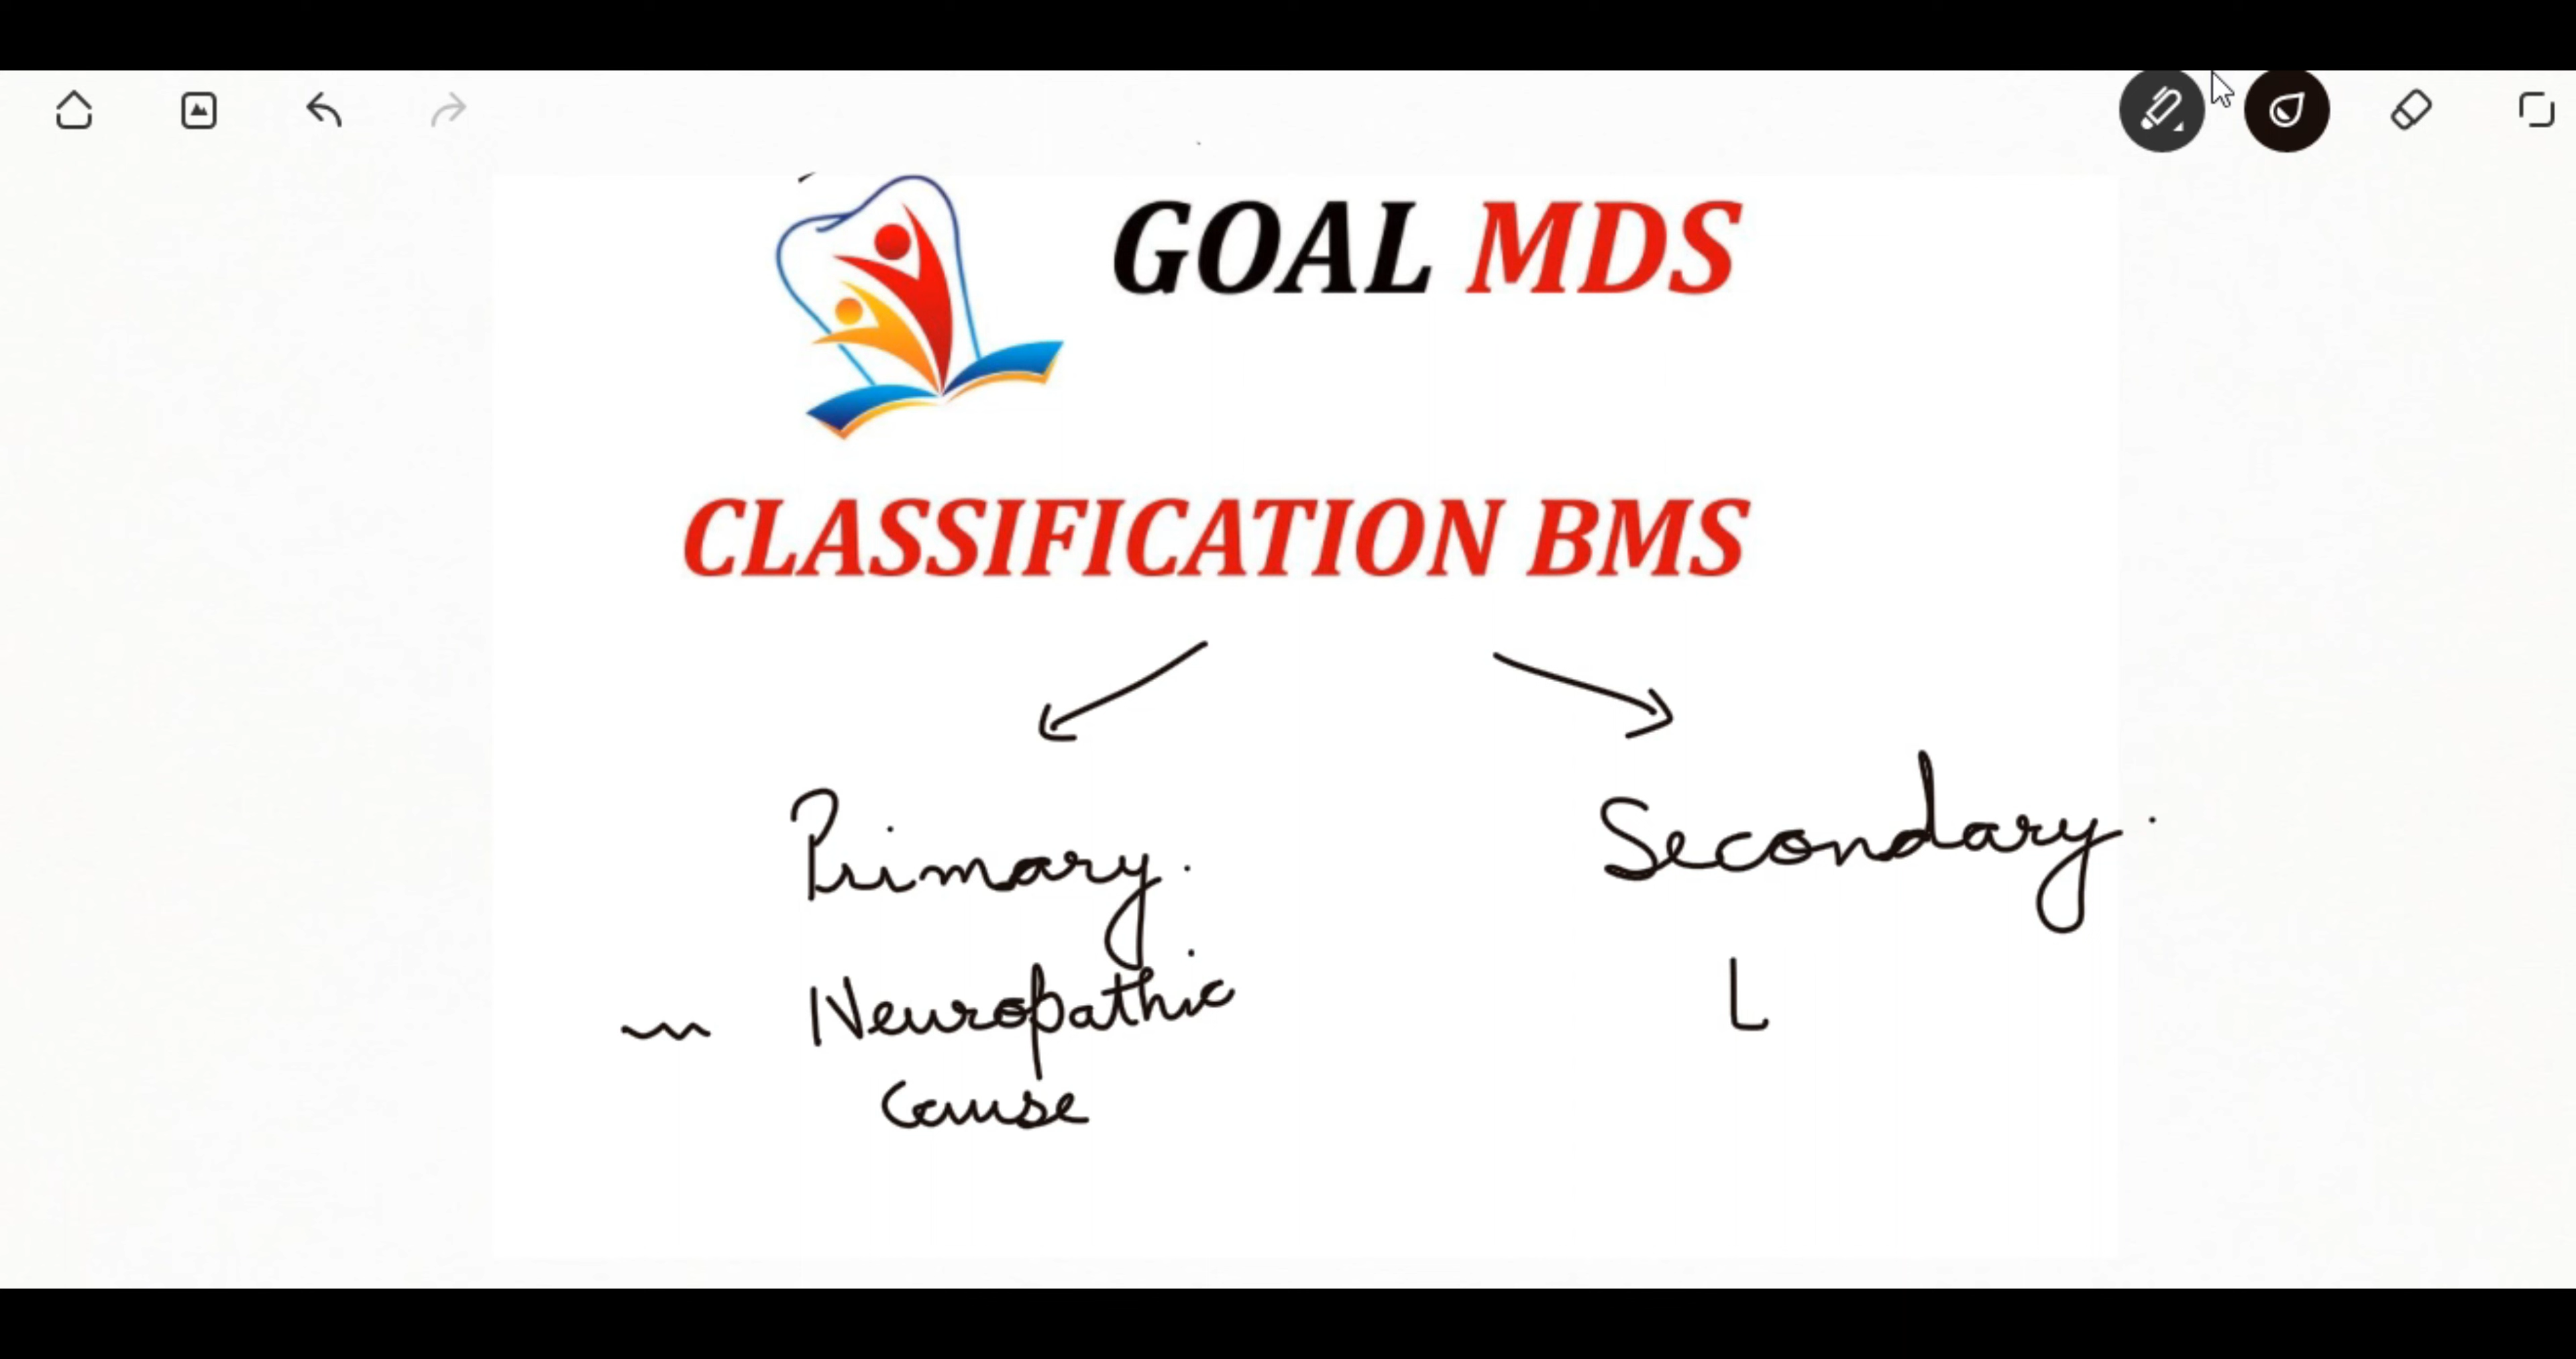 GOAL MDS
CLASSIFICATION BMS
Primary. Secondary.
Neuropathic L
Cause